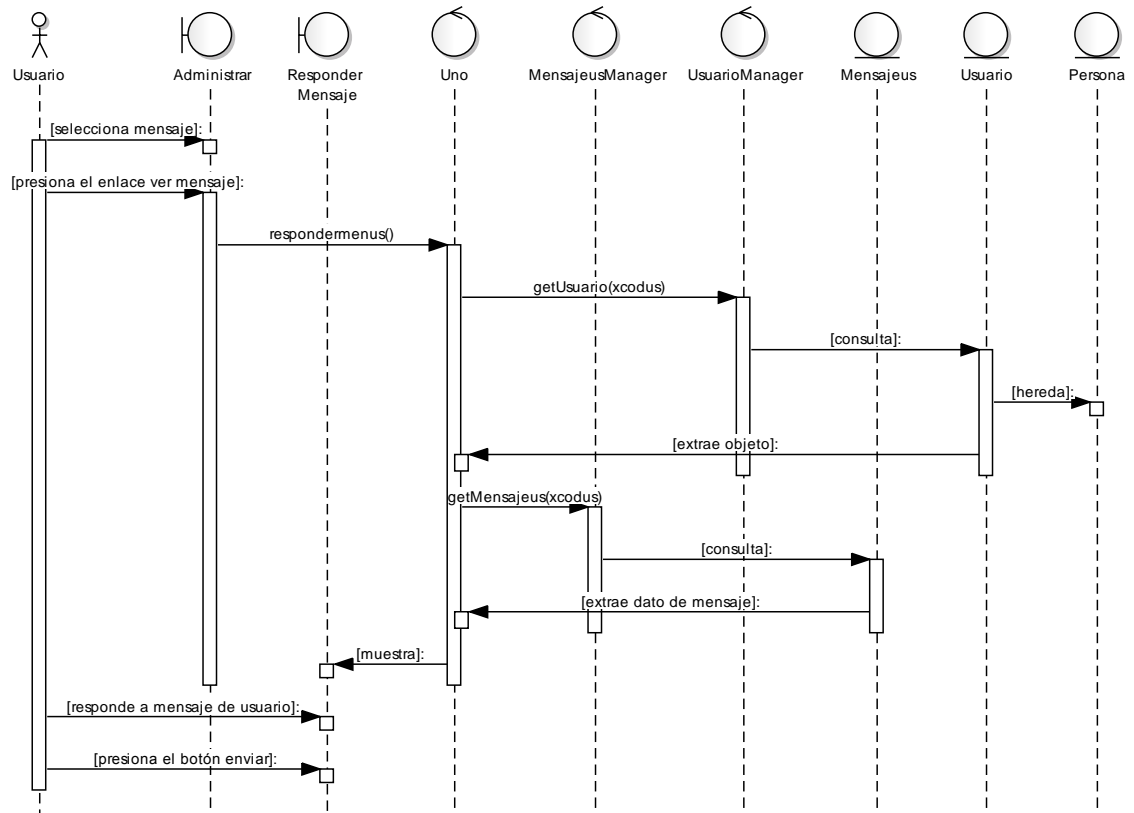 Usuario
Administrar
Responder
Mensaje
Uno
MensajeusManager
UsuarioManager
Mensajeus
Usuario
Persona
[selecciona mensaje]:
[presiona el enlace ver mensaje]:
respondermenus()
getUsuario(xcodus)
[consulta]:
[hereda]:
[extrae objeto]:
getMensajeus(xcodus)
[consulta]:
[extrae dato de mensaje]:
[muestra]:
[responde a mensaje de usuario]:
[presiona el botón enviar]: